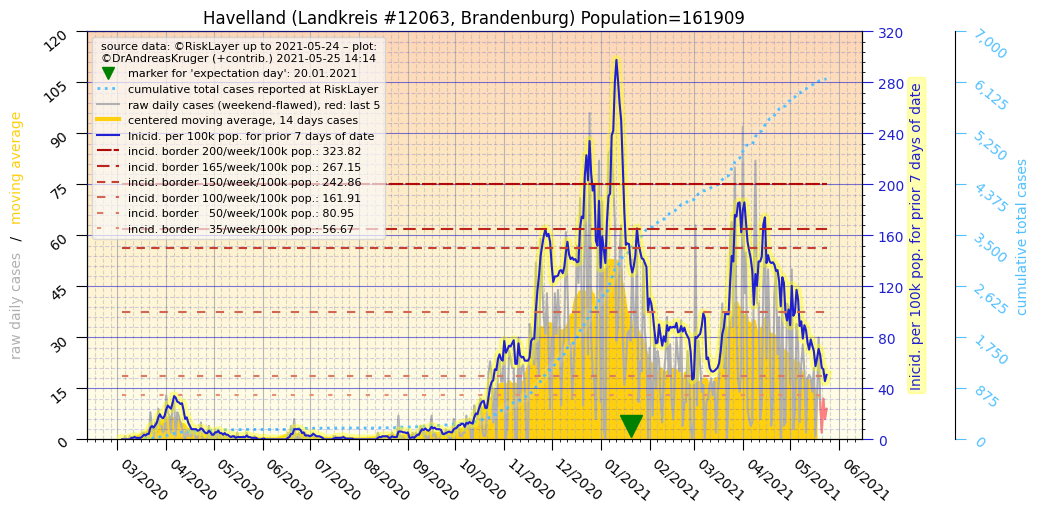 Havelland (Landkreis #12063, Brandenburg) Population=161909
source data: ©RiskLayer up to 2021-05-24 – plot:
©DrAndreasKruger (+contrib.) 2021-05-25 14:14
marker for 'expectation day': 20.01.2021
cumulative total cases reported at RiskLayer
raw daily cases (weekend-flawed), red: last 5
centered moving average, 14 days cases
Inicid. per 100k pop. for prior 7 days of date
incid. border 200/week/100k pop.: 323.82
incid. border 165/week/100k pop.: 267.15
incid. border 150/week/100k pop.: 242.86
incid. border 100/week/100k pop.: 161.91
incid. border 50/week/100k pop.: 80.95
incid. border 35/week/100k pop.: 56.67
raw daily cases / moving average
120
105
90
75
60
45
30
15
0
03/2020
04/2020
05/2020
06/2020
07/2020
08/2020
09/2020
10/2020
11/2020
12/2020
01/2021
02/2021
03/2021
04/2021
05/2021
06/2021
320
280
240
200
160
120
80
40
0
Inicid. per 100k pop. for prior 7 days of date
7,000
6,125
5,250
4,375
3,500
2,625
1,750
875
0
cumulative total cases